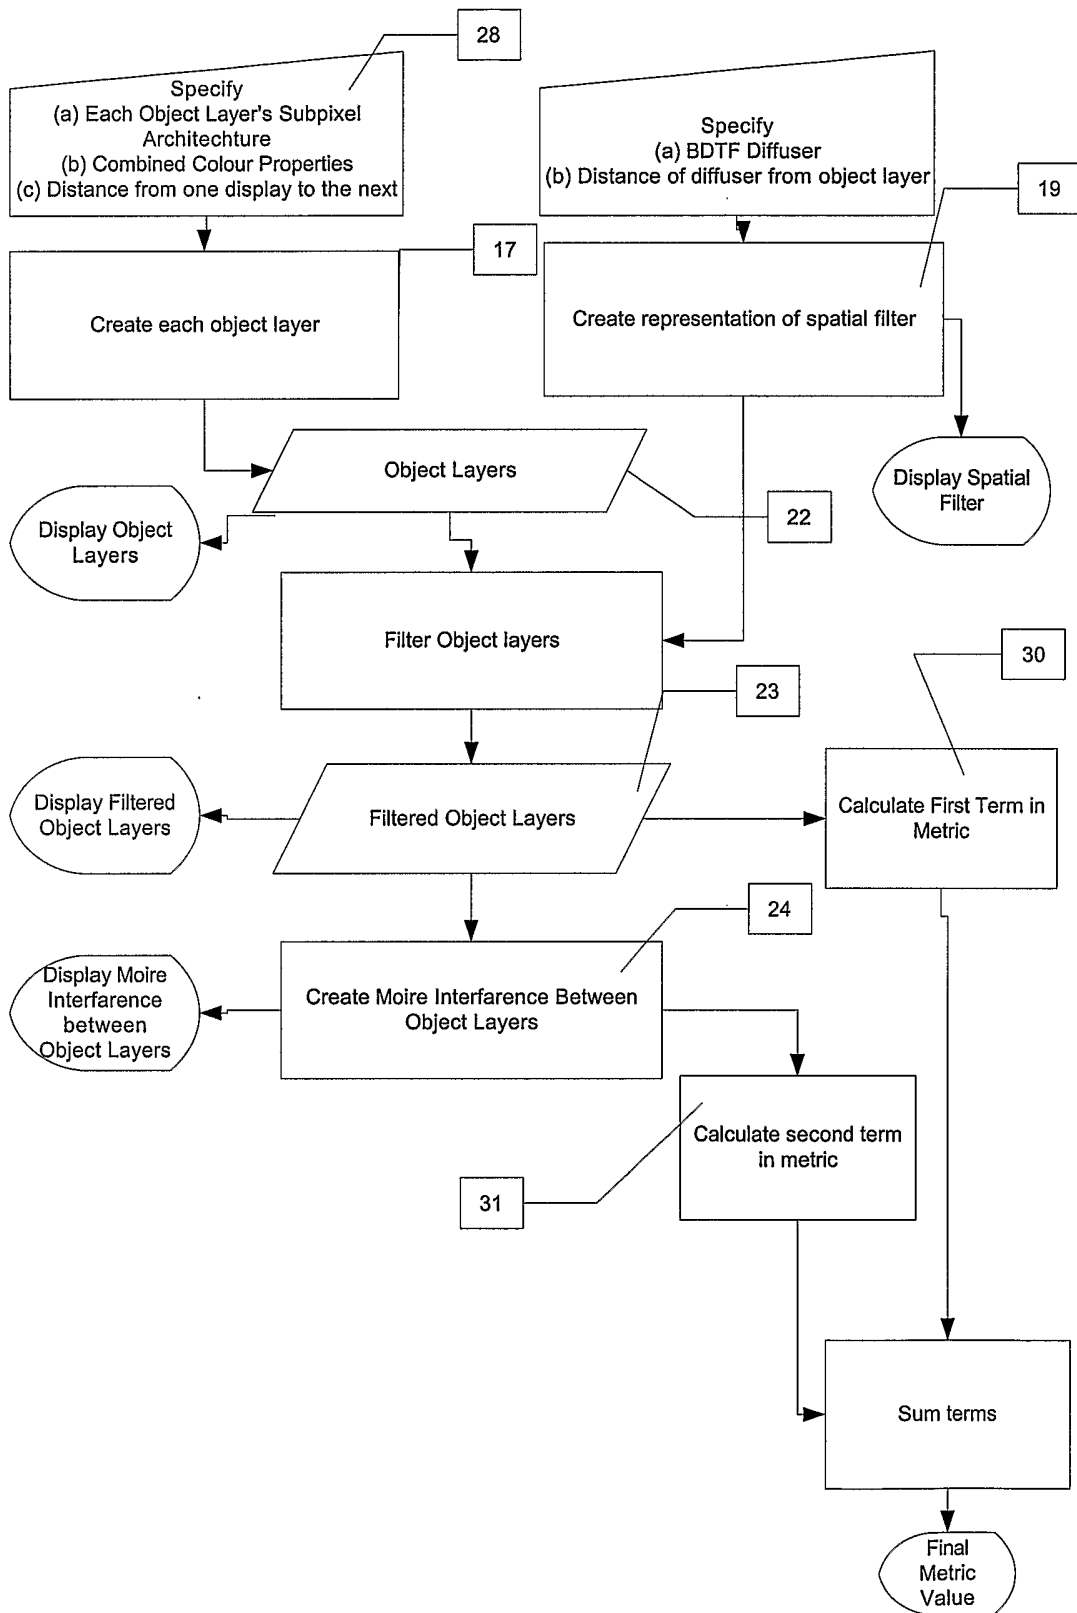 28
Specify
(a) Each Object Layer's Subpixel
Architechture
(b) Combined Colour Properties
(c) Distance from one display to the next
Specify
(a) BDTF Diffuser
(b) Distance of diffuser from object layer
19
17
Create each object layer
Create representation of spatial filter
Object Layers
Display Spatial
Filter
22
Display Object
Layers
Filter Object layers
30
23
Display Filtered
Object Layers
Filtered Object Layers
Calculate First Term in
Metric
24
Display Moire
Interfarence
between
Object Layers
Create Moire Interfarence Between
Object Layers
Calculate second term
in metric
31
Sum terms
Final
Metric
Value